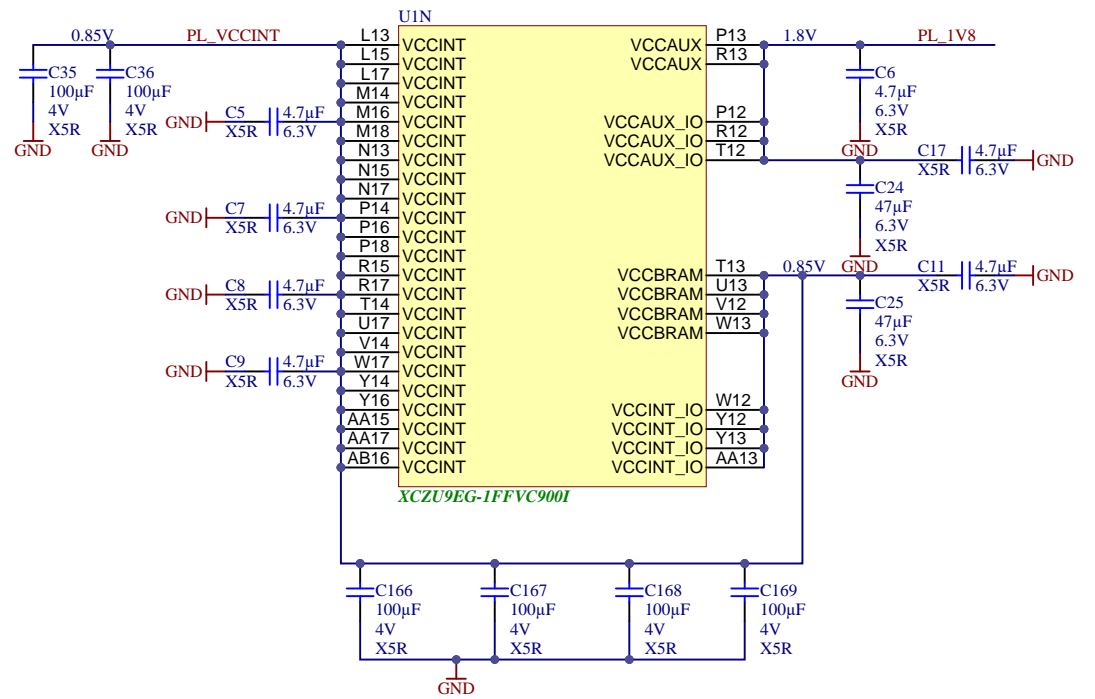 U1N
0.85V PL_VCCINT
C35
100µF
4V
X5R
GND
C36
100µF
4V
X5R
GND
GND C5 4.7µF
X5R 6.3V
GND C7 4.7µF
X5R 6.3V
GND C8 4.7µF
X5R 6.3V
GND C9 4.7µF
X5R 6.3V
L13 VCCINT
L15 VCCINT
L17 VCCINT
M14 VCCINT
M16 VCCINT
M18 VCCINT
N13 VCCINT
N15 VCCINT
N17 VCCINT
P14 VCCINT
P16 VCCINT
P18 VCCINT
R15 VCCINT
R17 VCCINT
T14 VCCINT
U17 VCCINT
V14 VCCINT
W17 VCCINT
Y14 VCCINT
Y16 VCCINT
AA15 VCCINT
AA17 VCCINT
AB16 VCCINT
VCCAUX P13
VCCAUX R13
VCCAUX_IO P12
VCCAUX_IO R12
VCCAUX_IO T12
VCCBRAM T13
VCCBRAM U13
VCCBRAM V12
VCCBRAM W13
VCCINT_IO W12
VCCINT_IO Y12
VCCINT_IO Y13
VCCINT_IO AA13
XCZU9EG-1FFVC900I
1.8V PL_1V8
C6
4.7µF
6.3V
X5R
GND
C17 4.7µF GND
X5R 6.3V
C24
47µF
6.3V
X5R
GND
0.85V
C11 4.7µF GND
X5R 6.3V
C25
47µF
6.3V
X5R
GND
C166
100µF
4V
X5R
C167
100µF
4V
X5R
C168
100µF
4V
X5R
C169
100µF
4V
X5R
GND